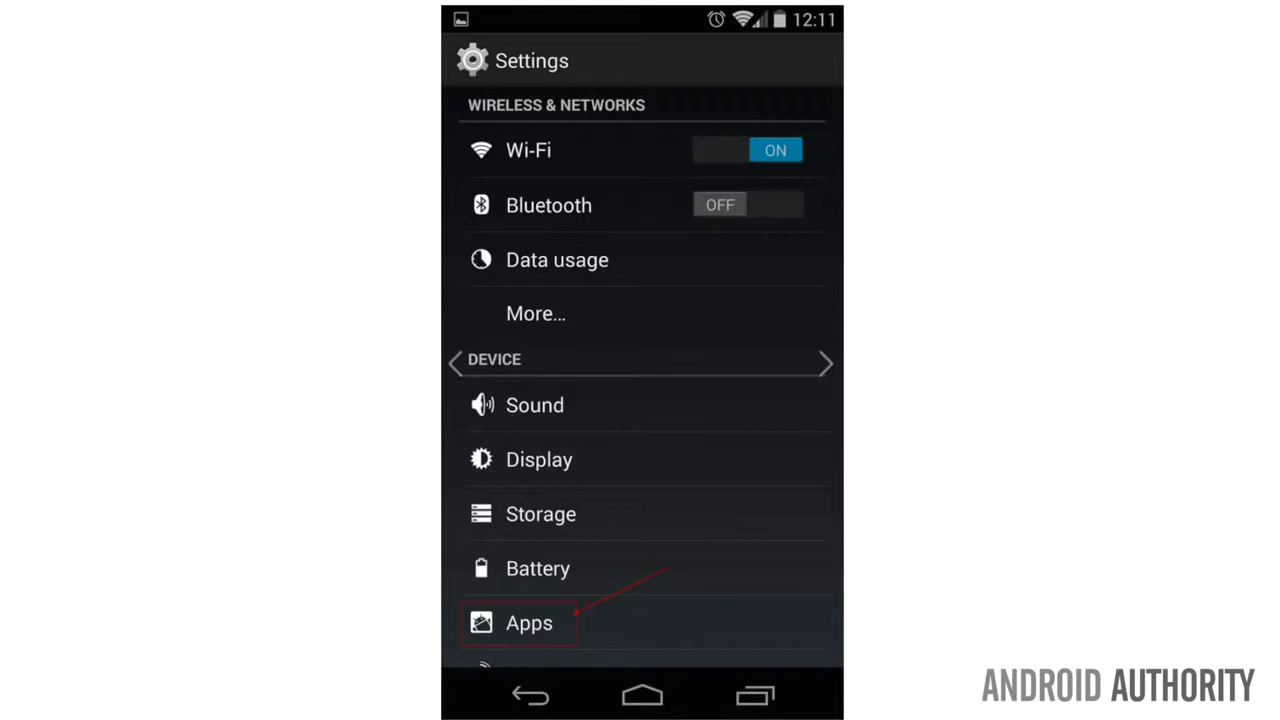 12:11
Settings
WIRELESS & NETWORKS
Wi-Fi ON
Bluetooth OFF
Data usage
More...
DEVICE
Sound
Display
Storage
Battery
Apps
ANDROID AUTHORITY